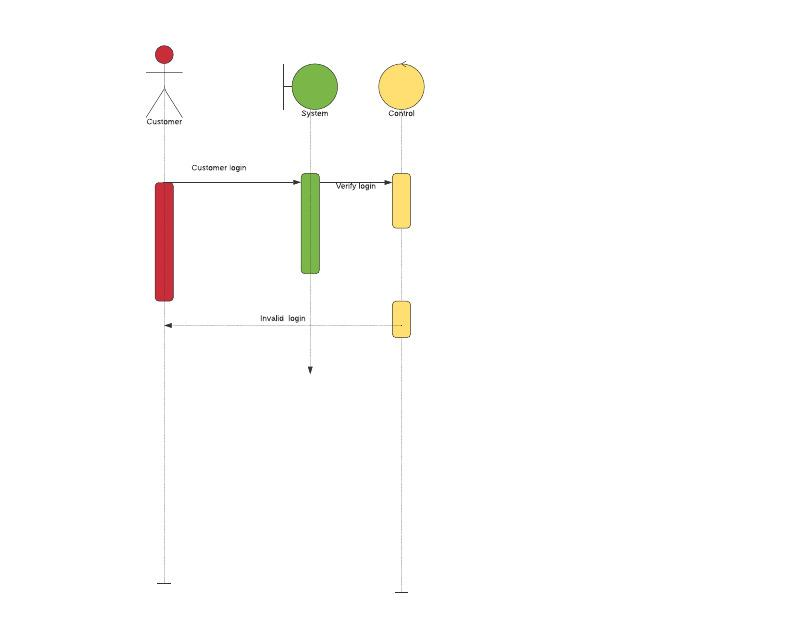 Customer
System
Control
Customer login
Verify login
Invalid login